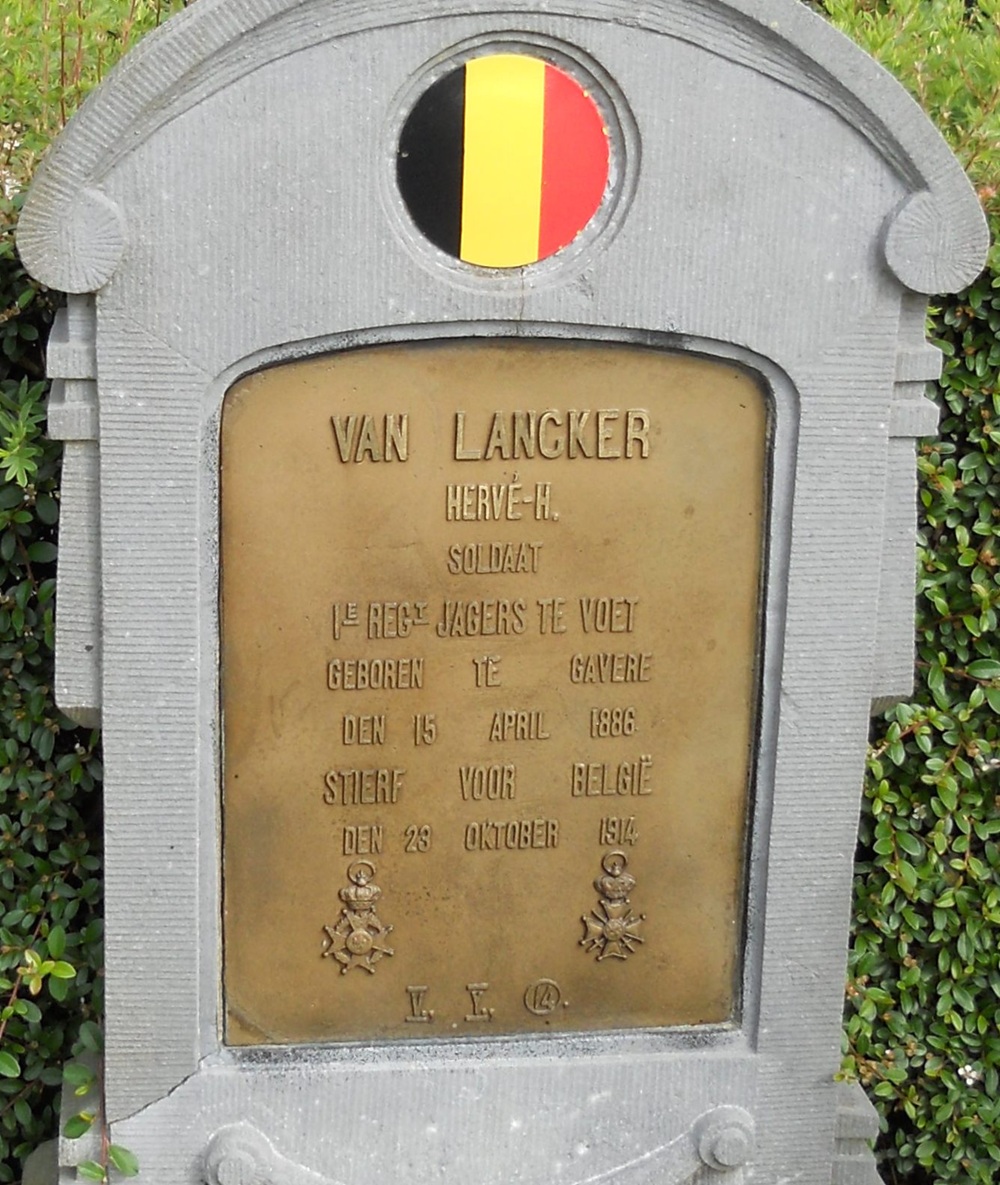 VAN LANCKER
HERVÉ-H.
SOLDAAT
1E REGT JAGERS TE VOET
GEBOREN TE GAVERE
DEN 15 APRIL 1886
STIERF VOOR BELGIË
DEN 23 OKTOBER 1914
V. Y. 14.